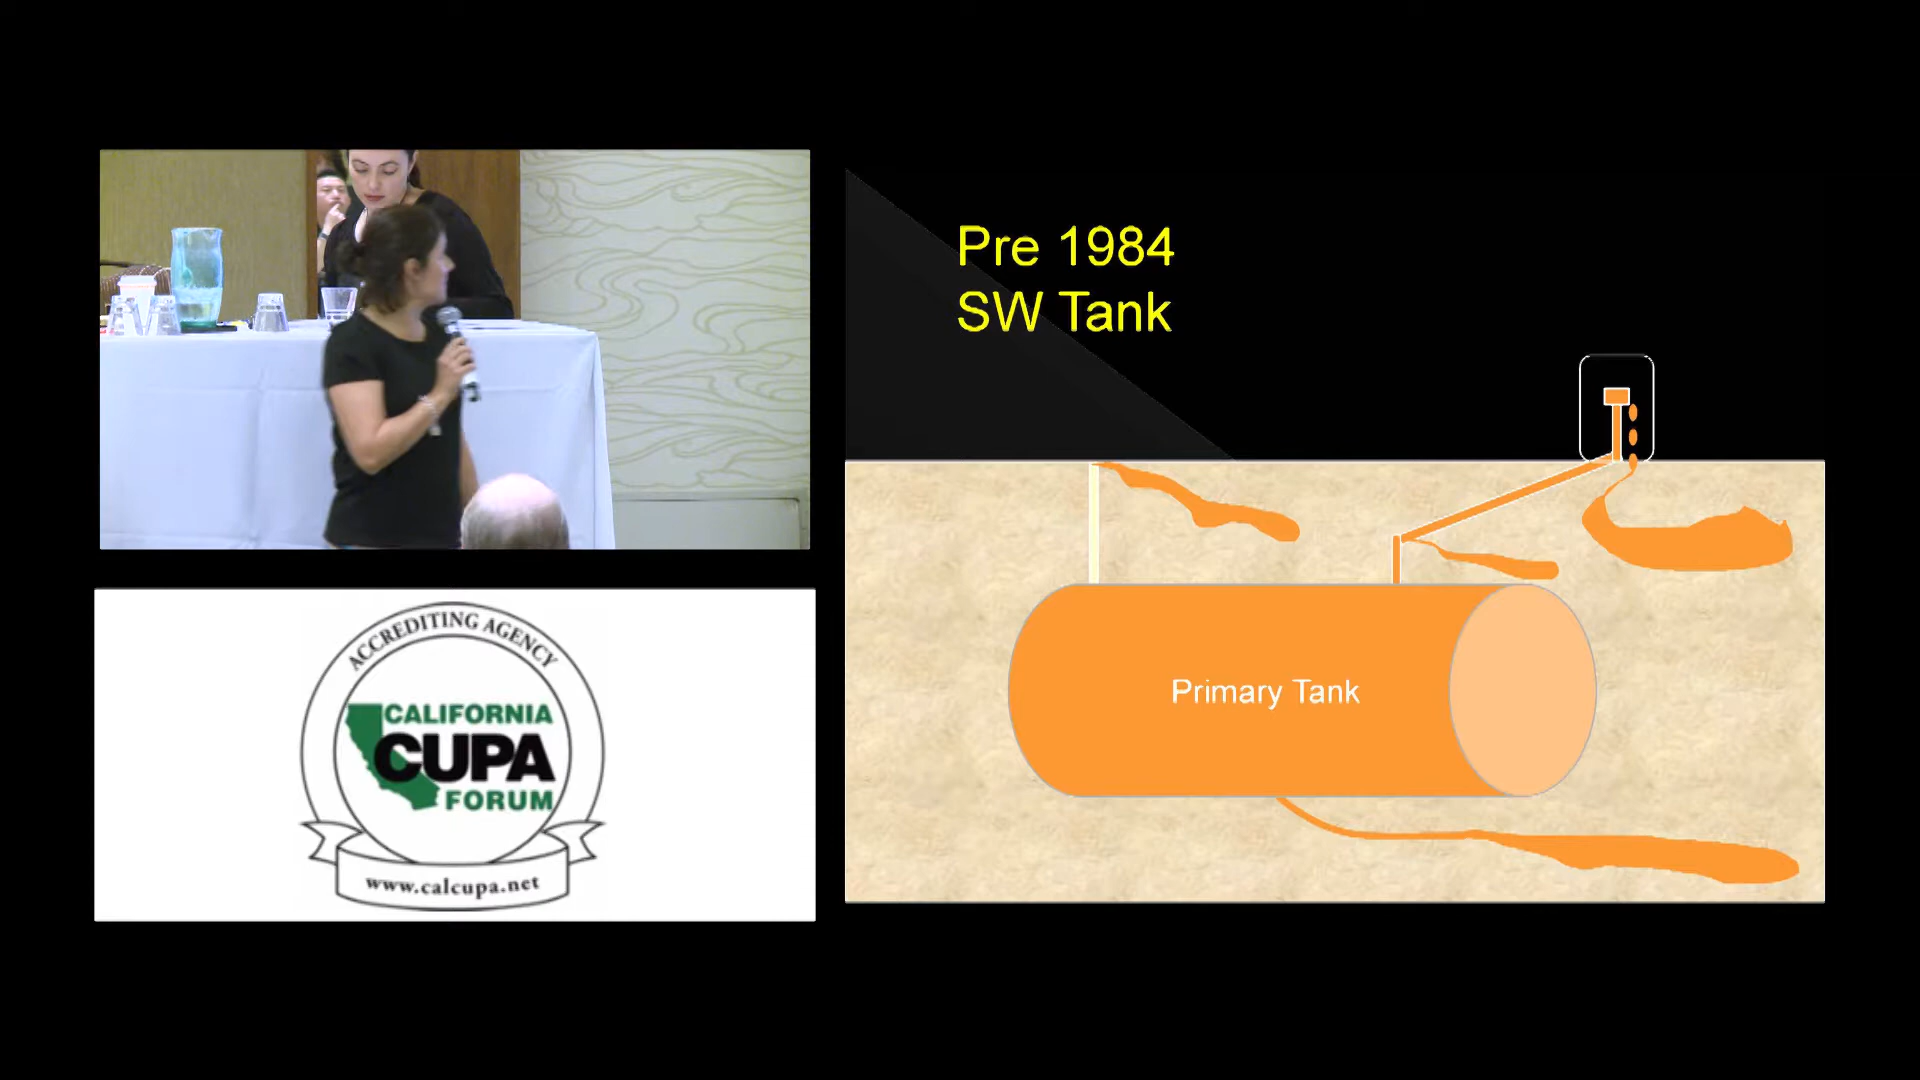 Pre 1984
SW Tank
Primary Tank
ACCREDITING AGENCY
CALIFORNIA
CUPA
FORUM
www.calcupa.net